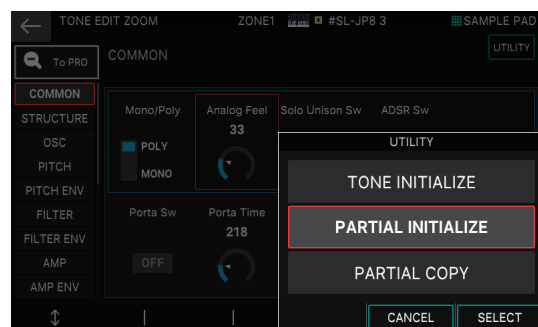 TONE EDIT ZOOM ZONE1 #SL-JP8 3 SAMPLE PAD
To PRO COMMON UTILITY
COMMON
STRUCTURE
OSC
PITCH
PITCH ENV
FILTER
FILTER ENV
AMP
AMP ENV
Mono/Poly Analog Feel Solo Unison Sw ADSR Sw
33
POLY
MONO
Porta Sw Porta Time
218
OFF
UTILITY
TONE INITIALIZE
PARTIAL INITIALIZE
PARTIAL COPY
CANCEL SELECT